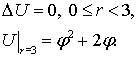 ΔU = 0, 0 ≤ r < 3,
U|r=3 = φ² + 2φ.